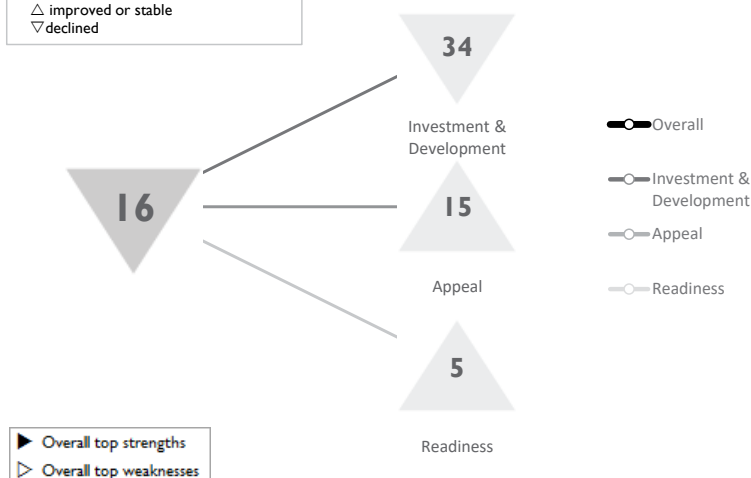 △ improved or stable
▽ declined
34
Investment &
Development
16
15
Appeal
5
Readiness
Overall
Investment &
Development
Appeal
Readiness
▶ Overall top strengths
▷ Overall top weaknesses